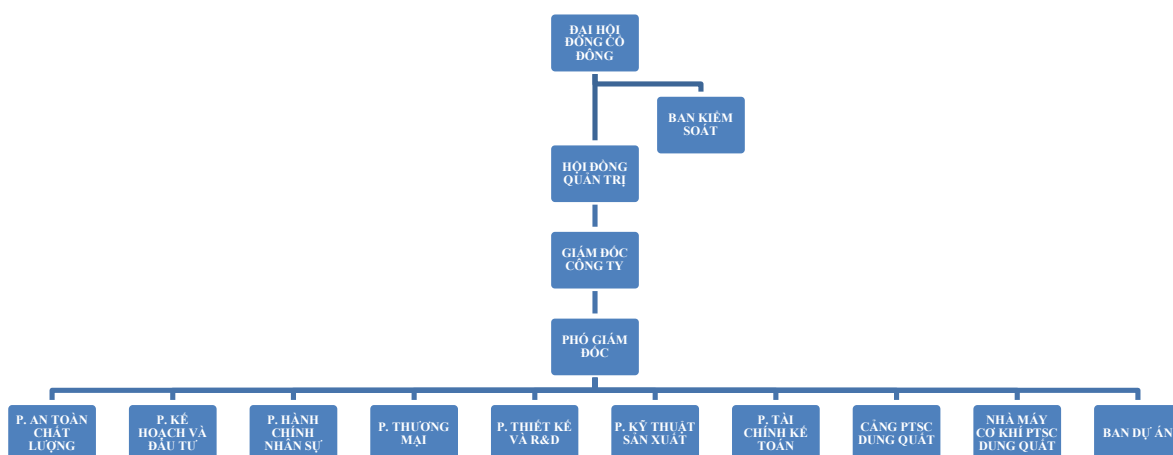 ĐẠI HỘI
ĐỒNG CỔ
ĐÔNG
BAN KIỂM
SOÁT
HỘI ĐỒNG
QUẢN TRỊ
GIÁM ĐỐC
CÔNG TY
PHÓ GIÁM
ĐỐC
P. AN TOÀN
CHẤT
LƯỢNG
P. KẾ
HOẠCH VÀ
ĐẦU TƯ
P. HÀNH
CHÍNH
NHÂN SỰ
P. THƯƠNG
MẠI
P. THIẾT KẾ
VÀ R&D
P. KỸ THUẬT
SẢN XUẤT
P. TÀI
CHÍNH KẾ
TOÁN
CẢNG PTSC
DUNG QUẤT
NHÀ MÁY
CƠ KHÍ PTSC
DUNG QUẤT
BAN DỰ ÁN